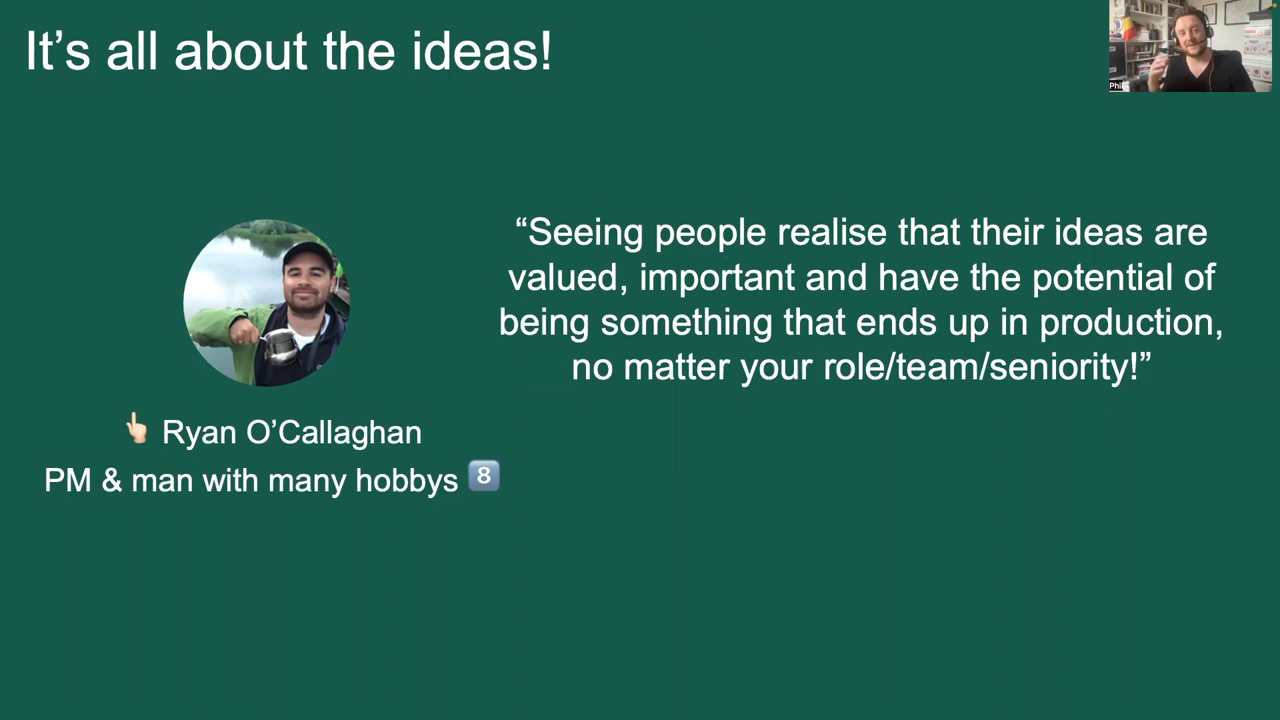 It’s all about the ideas!
“Seeing people realise that their ideas are
valued, important and have the potential of
being something that ends up in production,
no matter your role/team/seniority!”
👆🏻 Ryan O’Callaghan
PM & man with many hobbys 8️⃣